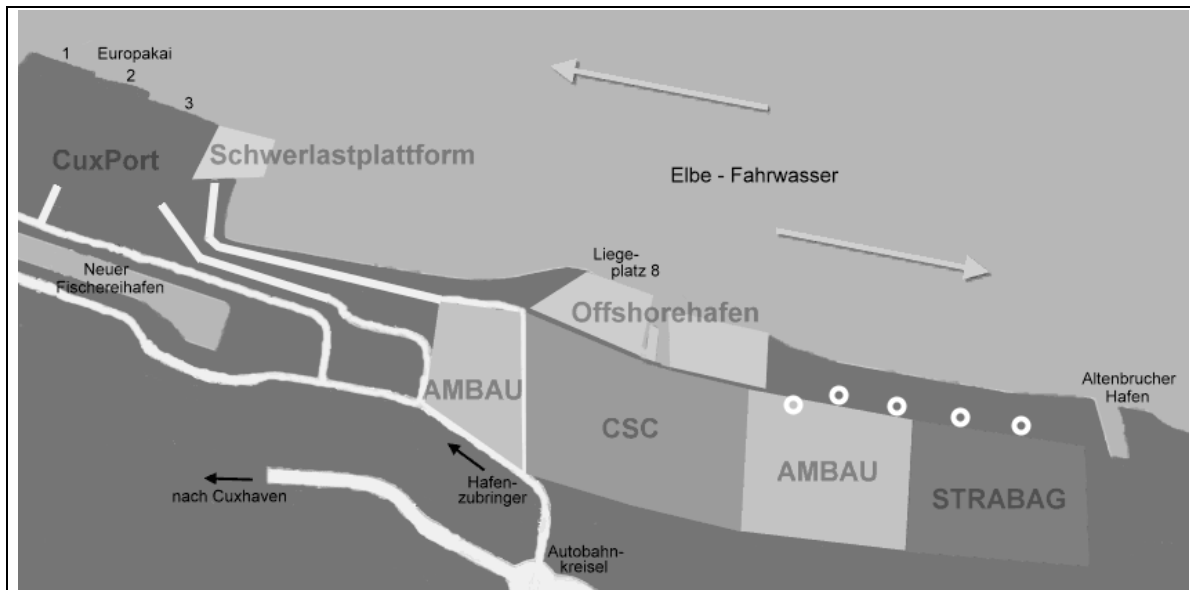 1
Europakai
2
3
CuxPort
Schwerlastplattform
Elbe - Fahrwasser
Neuer
Fischereihafen
Liege-
platz 8
Offshorehafen
AMBAU
CSC
Altenbrucher
Hafen
AMBAU
STRABAG
nach Cuxhaven
Hafen-
zubringer
Autobahn-
kreisel